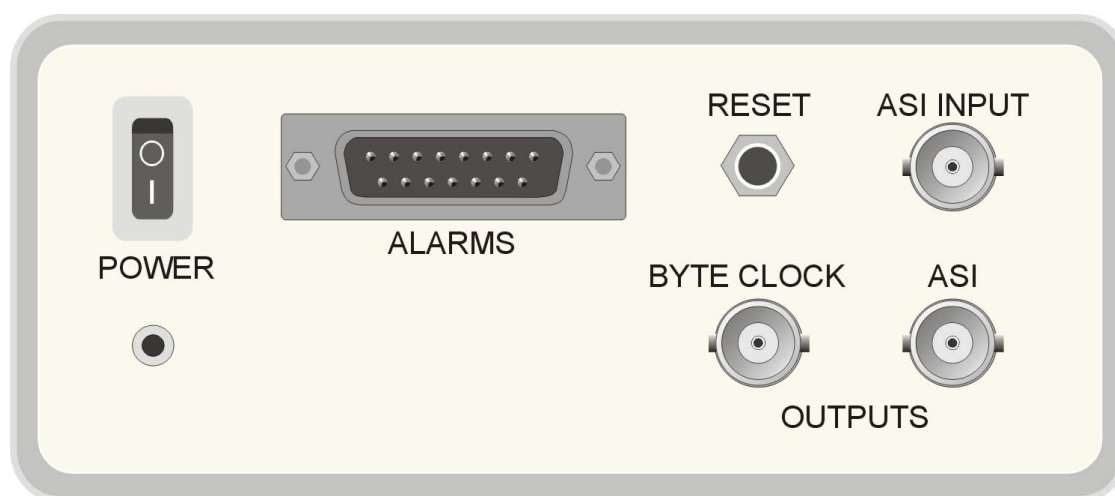 RESET
ASI INPUT
ALARMS
POWER
BYTE CLOCK
ASI
OUTPUTS